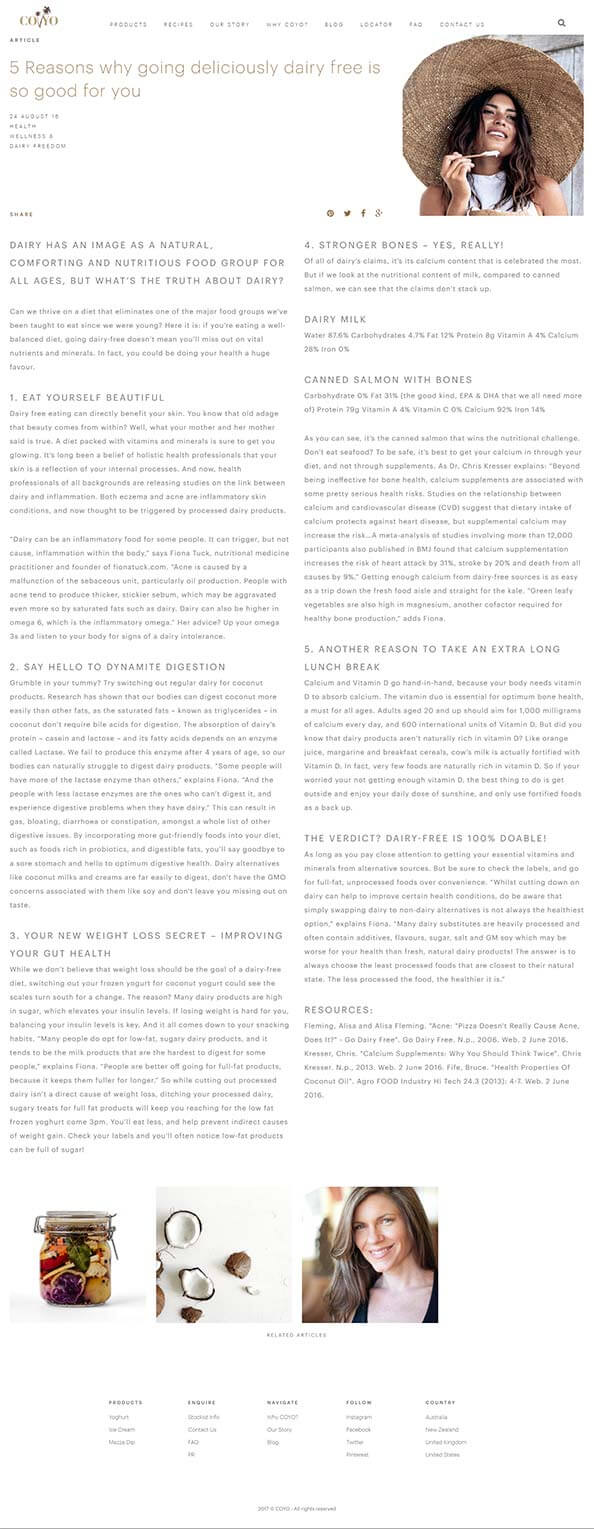 COYO
PRODUCTS RECIPES OUR STORY WHY COYO? BLOG LOCATOR FAQ CONTACT US
ARTICLE
5 Reasons why going deliciously dairy free is
so good for you
24 AUGUST 16
HEALTH
WELLNESS &
DAIRY FREEDOM
SHARE
DAIRY HAS AN IMAGE AS A NATURAL,
COMFORTING AND NUTRITIOUS FOOD GROUP FOR
ALL AGES, BUT WHAT'S THE TRUTH ABOUT DAIRY?
Can we thrive on a diet that eliminates one of the major food groups we've
been taught to eat since we were young? Here it is: if you're eating a well-
balanced diet, going dairy-free doesn't mean you'll miss out on vital
nutrients and minerals. In fact, you could be doing your health a huge
favour.
1. EAT YOURSELF BEAUTIFUL
Dairy free eating can directly benefit your skin. You know that old adage
that beauty comes from within? Well, what your mother and her mother
said is true. A diet packed with vitamins and minerals is sure to get you
glowing. It's long been a belief of holistic health professionals that your
skin is a reflection of your internal processes. And now, health
professionals of all backgrounds are releasing studies on the link between
dairy and inflammation. Both eczema and acne are inflammatory skin
conditions, and now thought to be triggered by processed dairy products.
"Dairy can be an inflammatory food for some people. It can trigger, but not
cause, inflammation within the body," says Fiona Tuck, nutritional medicine
practitioner and founder of fionatuck.com. "Acne is caused by a
malfunction of the sebaceous unit, particularly oil production. People with
acne tend to produce thicker, stickier sebum, which may be aggravated
even more so by saturated fats such as dairy. Dairy can also be higher in
omega 6, which is the inflammatory omega." Her advice? Up your omega
3s and listen to your body for signs of a dairy intolerance.
2. SAY HELLO TO DYNAMITE DIGESTION
Grumble in your tummy? Try switching out regular dairy for coconut
products. Research has shown that our bodies can digest coconut more
easily than other fats, as the saturated fats – known as triglycerides – in
coconut don't require bile acids for digestion. The absorption of dairy's
protein – casein and lactose – and its fatty acids depends on an enzyme
called Lactase. We fail to produce this enzyme after 4 years of age, so our
bodies can naturally struggle to digest dairy products. "Some people will
have more of the lactase enzyme than others," explains Fiona. "And the
people with less lactase enzymes are the ones who can't digest it, and
experience digestive problems when they have dairy." This can result in
gas, bloating, diarrhoea or constipation, amongst a whole list of other
digestive issues. By incorporating more gut-friendly foods into your diet,
such as foods rich in probiotics, and digestible fats, you'll say goodbye to
a sore stomach and hello to optimum digestive health. Dairy alternatives
like coconut milks and creams are far easily to digest, don't have the GMO
concerns associated with them like soy and don't leave you missing out on
taste.
3. YOUR NEW WEIGHT LOSS SECRET – IMPROVING
YOUR GUT HEALTH
While we don't believe that weight loss should be the goal of a dairy-free
diet, switching out your frozen yogurt for coconut yogurt could see the
scales turn south for a change. The reason? Many dairy products are high
in sugar, which elevates your insulin levels. If losing weight is hard for you,
balancing your insulin levels is key. And it all comes down to your snacking
habits. "Many people do opt for low-fat, sugary dairy products, and it
tends to be the milk products that are the hardest to digest for some
people," explains Fiona. "People are better off going for full-fat products,
because it keeps them fuller for longer." So while cutting out processed
dairy isn't a direct cause of weight loss, ditching your processed dairy,
sugary treats for full fat products will keep you reaching for the low fat
frozen yoghurt come 3pm. You'll eat less, and help prevent indirect causes
of weight gain. Check your labels and you'll often notice low-fat products
can be full of sugar!
4. STRONGER BONES – YES, REALLY!
Of all of dairy's claims, it's its calcium content that is celebrated the most.
But if we look at the nutritional content of milk, compared to canned
salmon, we can see that the claims don't stack up.
DAIRY MILK
Water 87.6% Carbohydrates 4.7% Fat 12% Protein 8g Vitamin A 4% Calcium
28% Iron 0%
CANNED SALMON WITH BONES
Carbohydrate 0% Fat 31% (the good kind, EPA & DHA that we all need more
of) Protein 79g Vitamin A 4% Vitamin C 0% Calcium 92% Iron 14%
As you can see, it's the canned salmon that wins the nutritional challenge.
Don't eat seafood? To be safe, it's best to get your calcium in through your
diet, and not through supplements. As Dr. Chris Kresser explains: "Beyond
being ineffective for bone health, calcium supplements are associated with
some pretty serious health risks. Studies on the relationship between
calcium and cardiovascular disease (CVD) suggest that dietary intake of
calcium protects against heart disease, but supplemental calcium may
increase the risk...A meta-analysis of studies involving more than 12,000
participants also published in BMJ found that calcium supplementation
increases the risk of heart attack by 31%, stroke by 20% and death from all
causes by 9%." Getting enough calcium from dairy-free sources is as easy
as a trip down the fresh food aisle and straight for the kale. "Green leafy
vegetables are also high in magnesium, another cofactor required for
healthy bone production," adds Fiona.
5. ANOTHER REASON TO TAKE AN EXTRA LONG
LUNCH BREAK
Calcium and Vitamin D go hand-in-hand, because your body needs vitamin
D to absorb calcium. The vitamin duo is essential for optimum bone health,
a must for all ages. Adults aged 20 and up should aim for 1,000 milligrams
of calcium every day, and 600 international units of Vitamin D. But did you
know that dairy products aren't naturally rich in vitamin D? Like orange
juice, margarine and breakfast cereals, cow's milk is actually fortified with
Vitamin D. In fact, very few foods are naturally rich in vitamin D. So if your
worried your not getting enough vitamin D, the best thing to do is get
outside and enjoy your daily dose of sunshine, and only use fortified foods
as a back up.
THE VERDICT? DAIRY-FREE IS 100% DOABLE!
As long as you pay close attention to getting your essential vitamins and
minerals from alternative sources. But be sure to check the labels, and go
for full-fat, unprocessed foods over convenience. "Whilst cutting down on
dairy can help to improve certain health conditions, do be aware that
simply swapping dairy to non-dairy alternatives is not always the healthiest
option," explains Fiona. "Many dairy substitutes are heavily processed and
often contain additives, flavours, sugar, salt and GM soy which may be
worse for your health than fresh, natural dairy products! The answer is to
always choose the least processed foods that are closest to their natural
state. The less processed the food, the healthier it is."
RESOURCES:
Fleming, Alisa and Alisa Fleming. "Acne: "Pizza Doesn't Really Cause Acne,
Does It?" - Go Dairy Free". Go Dairy Free. N.p., 2006. Web. 2 June 2016.
Kresser, Chris. "Calcium Supplements: Why You Should Think Twice". Chris
Kresser. N.p., 2013. Web. 2 June 2016. Fife, Bruce. "Health Properties Of
Coconut Oil". Agro FOOD Industry Hi Tech 24.3 (2013): 4-7. Web. 2 June
2016.
RELATED ARTICLES
PRODUCTS ENQUIRE NAVIGATE FOLLOW COUNTRY
Yoghurt Stockist Info Why COYO? Instagram Australia
Ice Dream Contact Us Our Story Facebook New Zealand
Mezze Dip FAQ Blog Twitter United Kingdom
PR Pinterest United States
2017 © COYO - All rights reserved